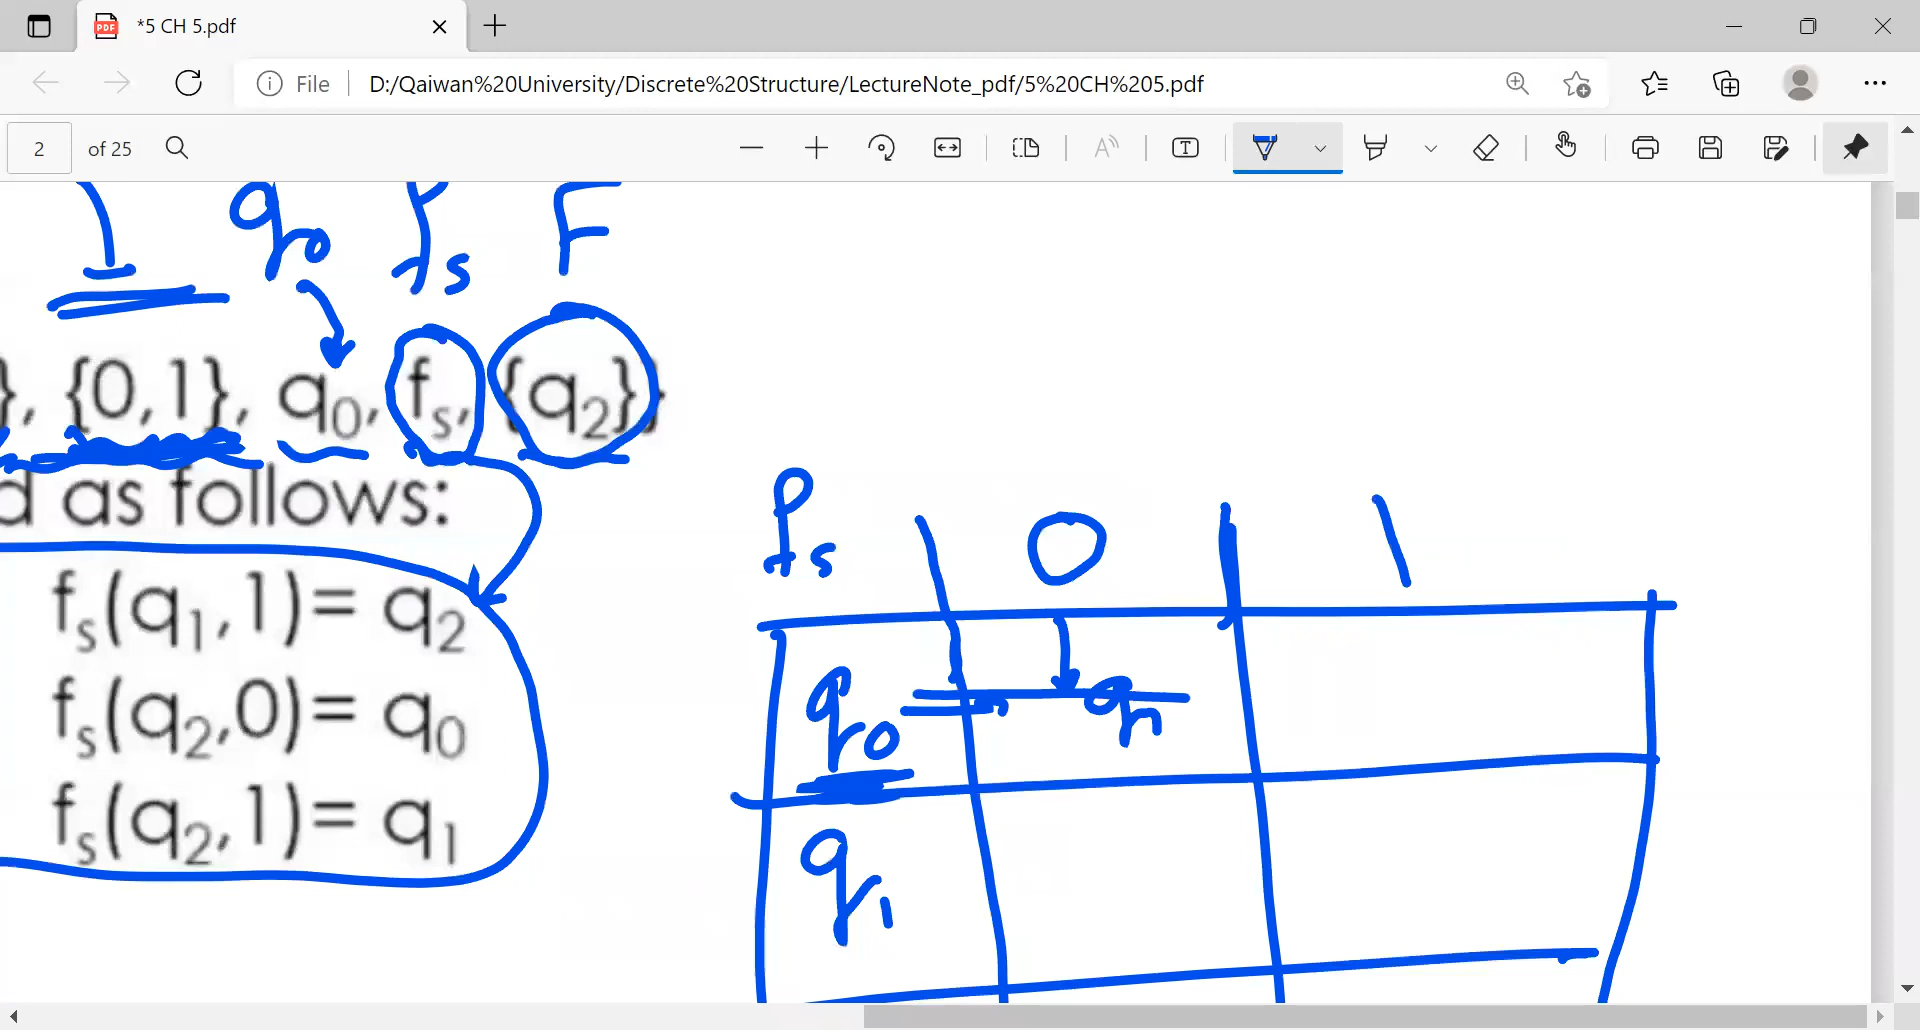 *5 CH 5.pdf
File D:/Qaiwan%20University/Discrete%20Structure/LectureNote_pdf/5%20CH%205.pdf
2 of 25
I q0 fs F
}, {0,1}, q0, fs, {q2}}
d as follows:
fs(q1,1)= q2
fs(q2,0)= q0
fs(q2,1)= q1
fs 0 1
q0
q1